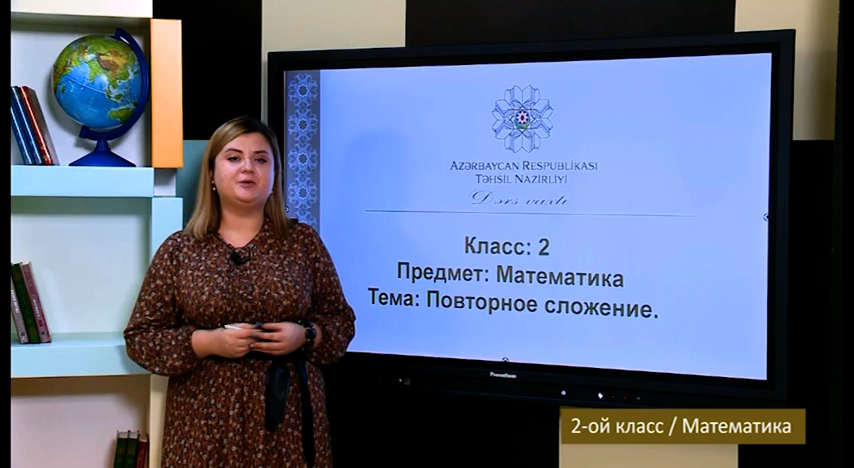 AZƏRBAYCAN RESPUBLİKASI
TƏHSİL NAZİRLİYİ
Dərs vaxtı
Класс: 2
Предмет: Математика
Тема: Повторное сложение.
Promethean
2-ой класс / Математика